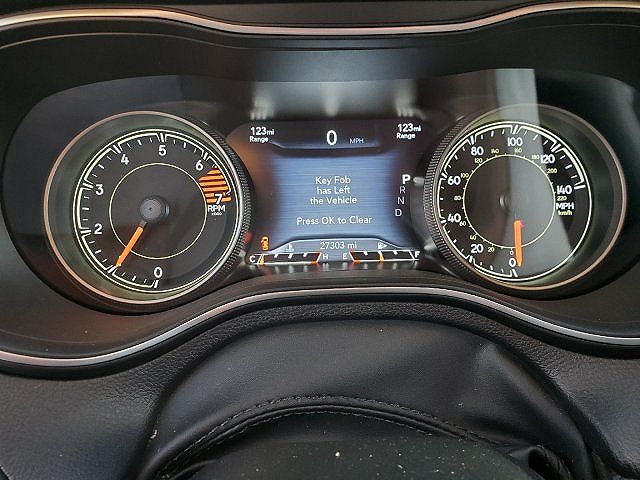 123mi
Range
0 MPH
123mi
Range
Key Fob
has Left
the Vehicle
Press OK to Clear
P
R
N
D
27303 mi
C H E F
0
1
2
3
4
5
6
7
RPM
x1000
0
20
40
60
80
100
120
140
220
MPH
km/h